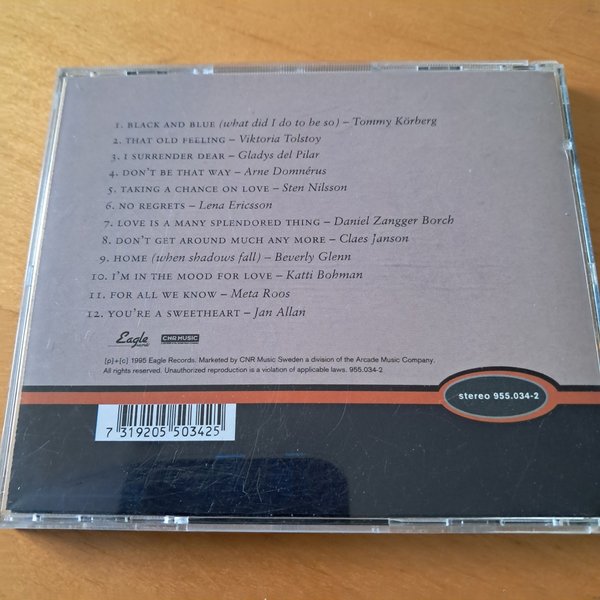 1. BLACK AND BLUE (what did I do to be so) – Tommy Körberg
2. THAT OLD FEELING – Viktoria Tolstoy
3. I SURRENDER DEAR – Gladys del Pilar
4. DON'T BE THAT WAY – Arne Domnérus
5. TAKING A CHANCE ON LOVE – Sten Nilsson
6. NO REGRETS – Lena Ericsson
7. LOVE IS A MANY SPLENDORED THING – Daniel Zangger Borch
8. DON'T GET AROUND MUCH ANY MORE – Claes Janson
9. HOME (when shadows fall) – Beverly Glenn
10. I'M IN THE MOOD FOR LOVE – Katti Bohman
11. FOR ALL WE KNOW – Meta Roos
12. YOU'RE A SWEETHEART – Jan Allan
Eagle CNR MUSIC
[p]+[c] 1995 Eagle Records. Marketed by CNR Music Sweden a division of the Arcade Music Company.
All rights reserved. Unauthorized reproduction is a violation of applicable laws. 955.034-2
stereo 955.034-2
7 319205 503425